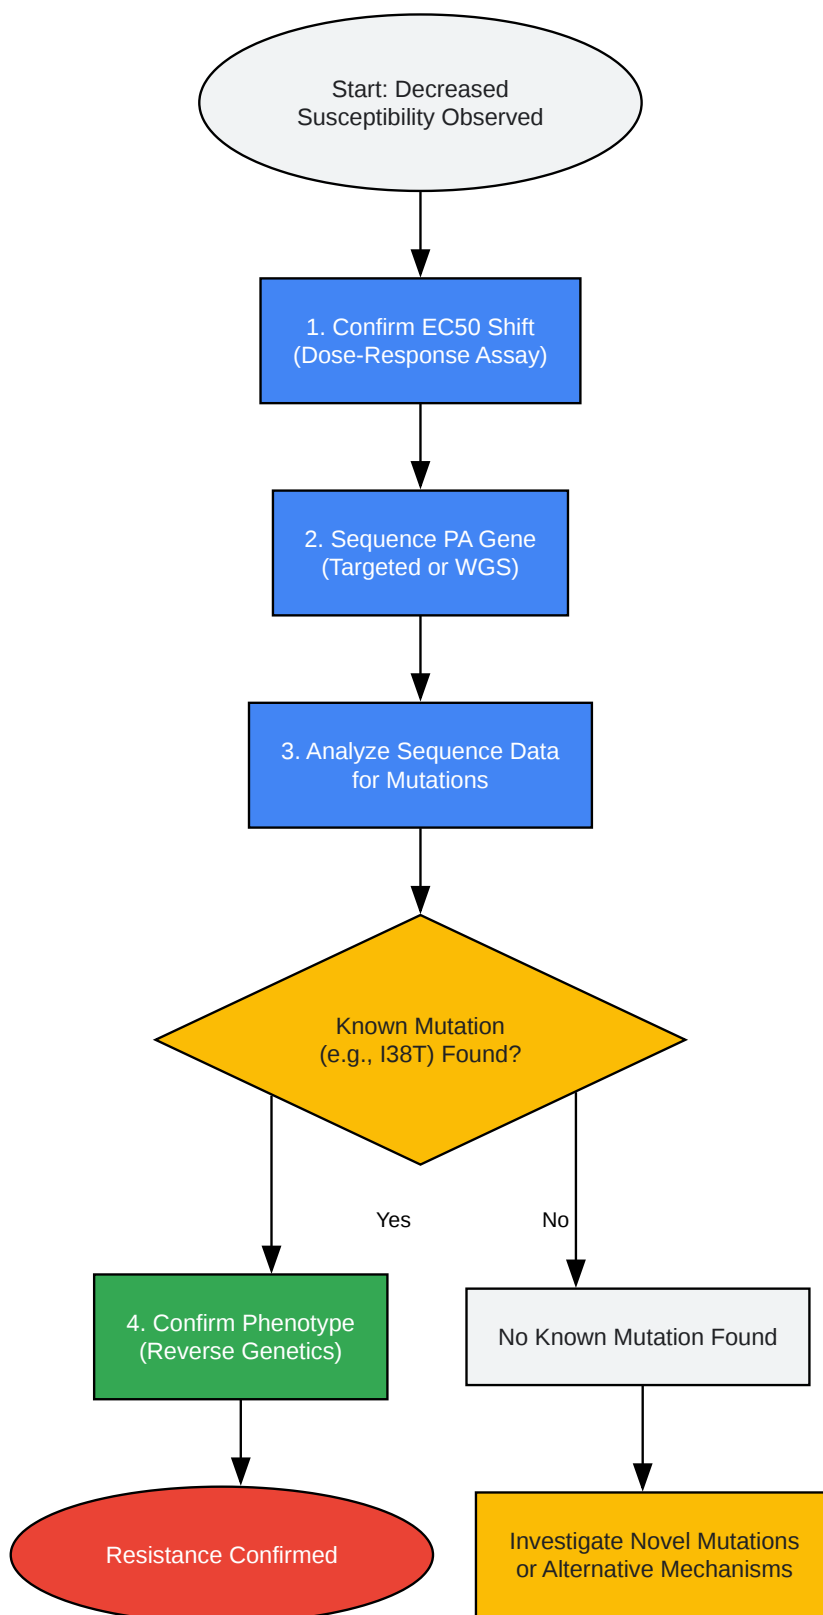 Start: Decreased
Susceptibility Observed
1. Confirm EC50 Shift
(Dose-Response Assay)
2. Sequence PA Gene
(Targeted or WGS)
3. Analyze Sequence Data
for Mutations
Known Mutation
(e.g., I38T) Found?
Yes
No
4. Confirm Phenotype
(Reverse Genetics)
No Known Mutation Found
Resistance Confirmed
Investigate Novel Mutations
or Alternative Mechanisms